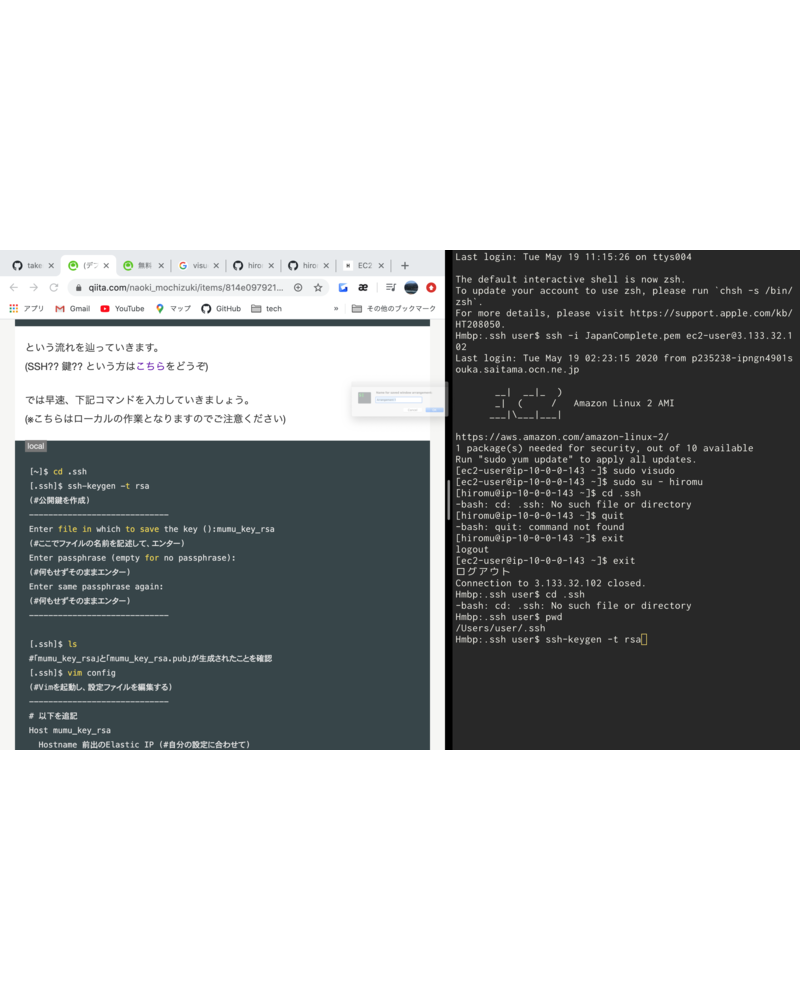 take
(デフ
無料
visu
hiro
hiro
EC2
qiita.com/naoki_mochizuki/items/814e097921...
アプリ
Gmail
YouTube
マップ
GitHub
tech
»
その他のブックマーク
という流れを辿っていきます。
(SSH?? 鍵?? という方はこちらをどうぞ)
では早速、下記コマンドを入力していきましょう。
(※こちらはローカルの作業となりますのでご注意ください)
local
[~]$ cd .ssh
[.ssh]$ ssh-keygen -t rsa
(#公開鍵を作成)
-----------------------------
Enter file in which to save the key ():mumu_key_rsa
(#ここでファイルの名前を記述して、エンター)
Enter passphrase (empty for no passphrase):
(#何もせずそのままエンター)
Enter same passphrase again:
(#何もせずそのままエンター)
-----------------------------
[.ssh]$ ls
#「mumu_key_rsa」と「mumu_key_rsa.pub」が生成されたことを確認
[.ssh]$ vim config
(#Vimを起動し、設定ファイルを編集する)
-----------------------------
# 以下を追記
Host mumu_key_rsa
Hostname 前出のElastic IP (#自分の設定に合わせて)
Last login: Tue May 19 11:15:26 on ttys004
The default interactive shell is now zsh.
To update your account to use zsh, please run `chsh -s /bin/
zsh`.
For more details, please visit https://support.apple.com/kb/
HT208050.
Hmbp:.ssh user$ ssh -i JapanComplete.pem ec2-user@3.133.32.1
02
Last login: Tue May 19 02:23:15 2020 from p235238-ipngn4901s
ouka.saitama.ocn.ne.jp
__|  __|_  )
_|  (     /   Amazon Linux 2 AMI
___|\___|___|
https://aws.amazon.com/amazon-linux-2/
1 package(s) needed for security, out of 10 available
Run "sudo yum update" to apply all updates.
[ec2-user@ip-10-0-0-143 ~]$ sudo visudo
[ec2-user@ip-10-0-0-143 ~]$ sudo su - hiromu
[hiromu@ip-10-0-0-143 ~]$ cd .ssh
-bash: cd: .ssh: No such file or directory
[hiromu@ip-10-0-0-143 ~]$ quit
-bash: quit: command not found
[hiromu@ip-10-0-0-143 ~]$ exit
logout
[ec2-user@ip-10-0-0-143 ~]$ exit
ログアウト
Connection to 3.133.32.102 closed.
Hmbp:.ssh user$ cd .ssh
-bash: cd: .ssh: No such file or directory
Hmbp:.ssh user$ pwd
/Users/user/.ssh
Hmbp:.ssh user$ ssh-keygen -t rsa